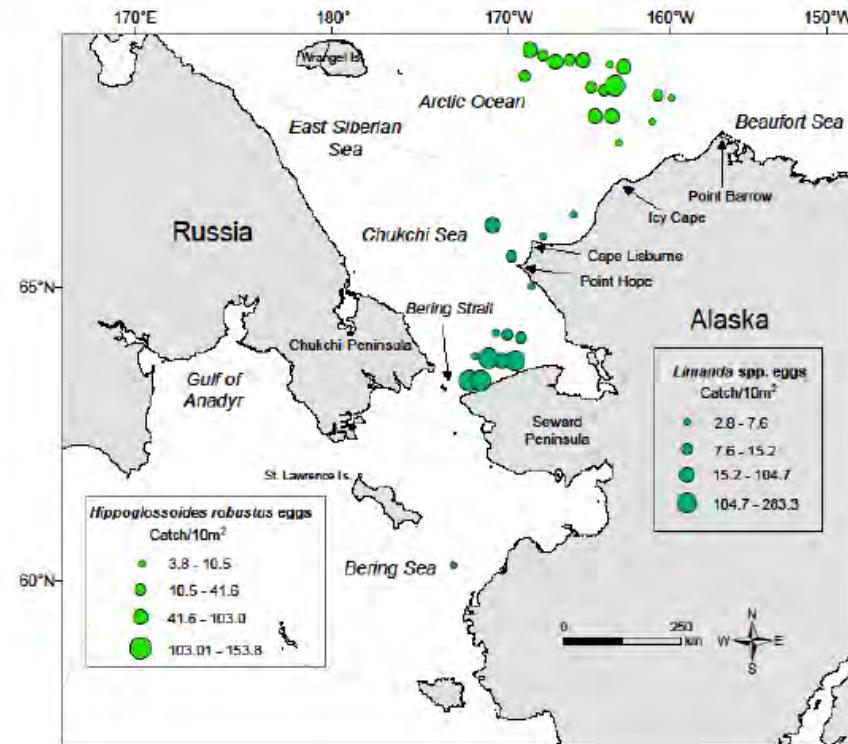 170°E 180° 170°W 160°W 150°W
Wrangel Is.
Arctic Ocean
Beaufort Sea
East Siberian
Sea
Point Barrow
Icy Cape
Russia
Chukchi Sea
Cape Lisburne
Point Hope
65°N
Bering Strait
Alaska
Chukchi Peninsula
Gulf of
Anadyr
Limanda spp. eggs
Catch/10m²
2.8 - 7.6
7.6 - 15.2
15.2 - 104.7
104.7 - 283.3
Seward
Peninsula
St. Lawrence Is.
Hippoglossoides robustus eggs
Catch/10m²
3.8 - 10.5
10.5 - 41.6
41.6 - 103.0
103.01 - 153.8
Bering Sea
60°N
0 250
km
N
W E
S